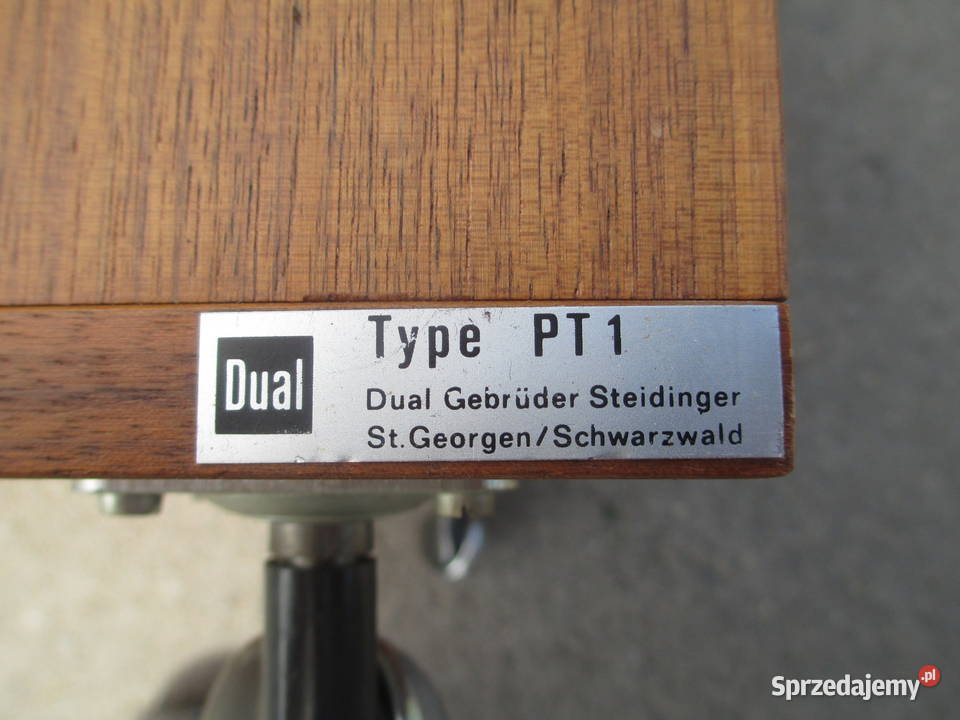 Type PT1
Dual
Dual Gebrüder Steidinger
St.Georgen/Schwarzwald
Sprzedajemy.pl